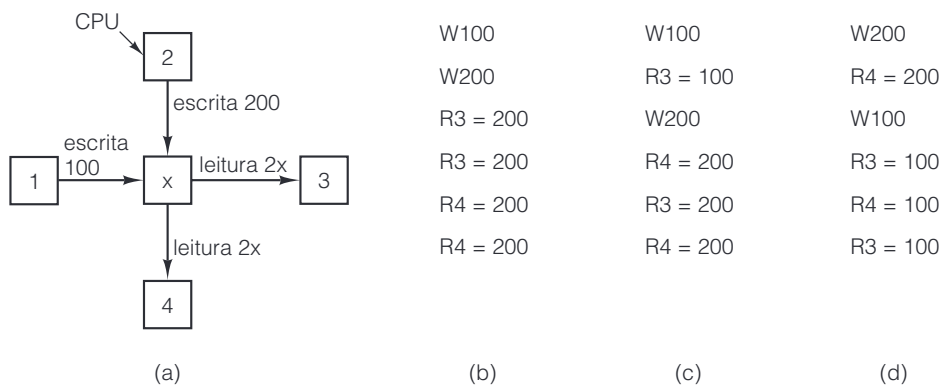 CPU
2
escrita 200
escrita
100
1
x
leitura 2x
3
leitura 2x
4
(a)
W100
W200
R3 = 200
R3 = 200
R4 = 200
R4 = 200
(b)
W100
R3 = 100
W200
R4 = 200
R3 = 200
R4 = 200
(c)
W200
R4 = 200
W100
R3 = 100
R4 = 100
R3 = 100
(d)